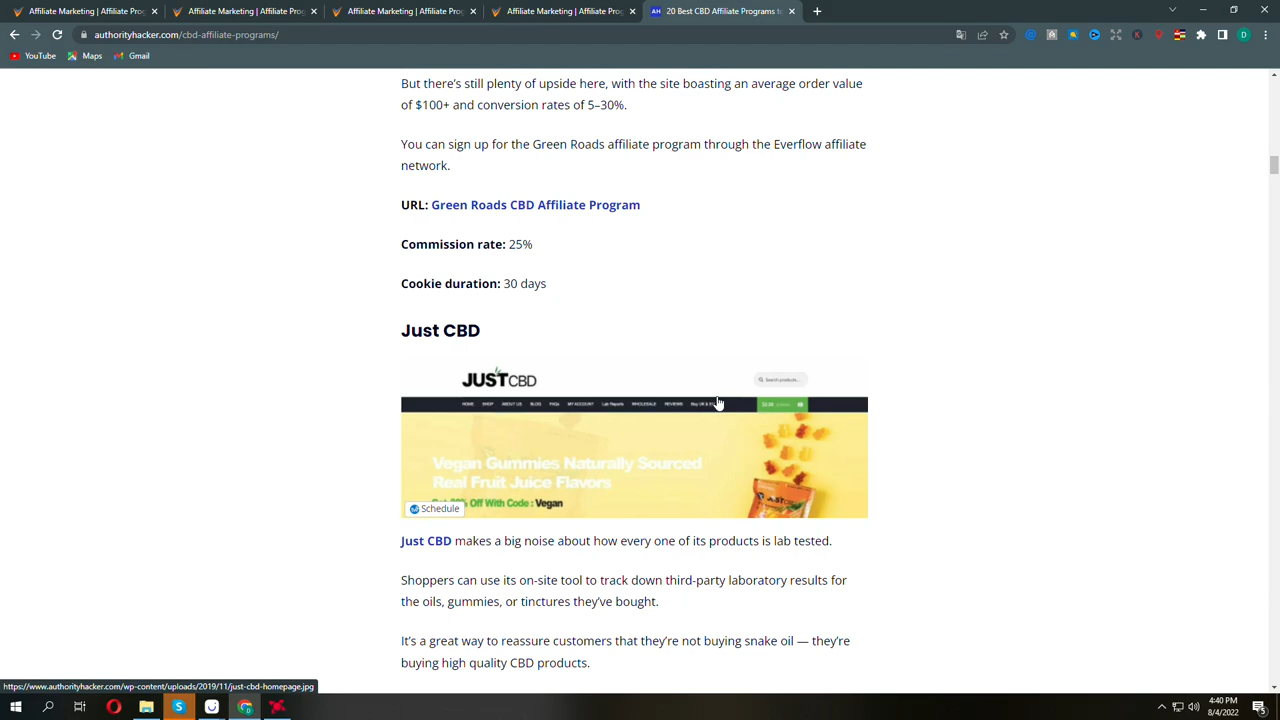 Affiliate Marketing | Affiliate Pro
Affiliate Marketing | Affiliate Pro
Affiliate Marketing | Affiliate Pro
Affiliate Marketing | Affiliate Prog
AH 20 Best CBD Affiliate Programs to
authorityhacker.com/cbd-affiliate-programs/
YouTube Maps Gmail
But there's still plenty of upside here, with the site boasting an average order value
of $100+ and conversion rates of 5–30%.
You can sign up for the Green Roads affiliate program through the Everflow affiliate
network.
URL: Green Roads CBD Affiliate Program
Commission rate: 25%
Cookie duration: 30 days
Just CBD
JUSTCBD
Search products...
HOME SHOP ABOUT US BLOG FAQs MY ACCOUNT Lab Reports WHOLESALE REVIEWS Buy UK &
Vegan Gummies Naturally Sourced
Real Fruit Juice Flavors
Off With Code : Vegan
Schedule
Just CBD makes a big noise about how every one of its products is lab tested.
Shoppers can use its on-site tool to track down third-party laboratory results for
the oils, gummies, or tinctures they've bought.
It's a great way to reassure customers that they're not buying snake oil — they're
buying high quality CBD products.
https://www.authorityhacker.com/wp-content/uploads/2019/11/just-cbd-homepage.jpg
4:40 PM
8/4/2022